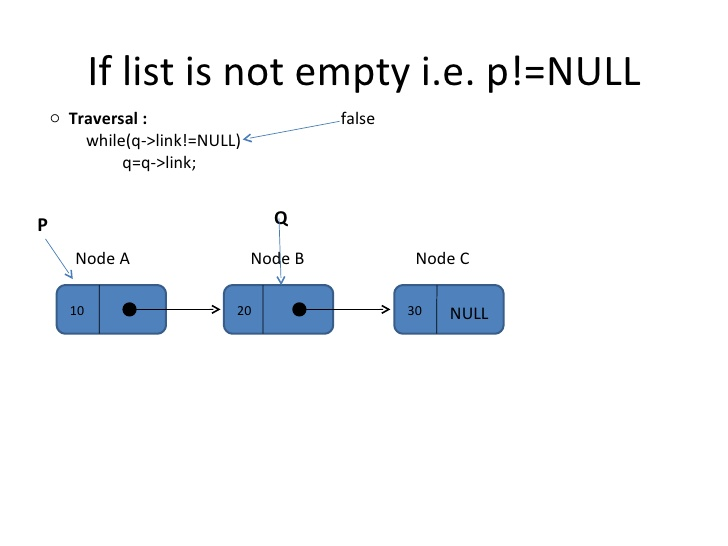 If list is not empty i.e. p!=NULL
○ Traversal : false
while(q->link!=NULL)
q=q->link;
P Q
Node A Node B Node C
10 20 30 NULL